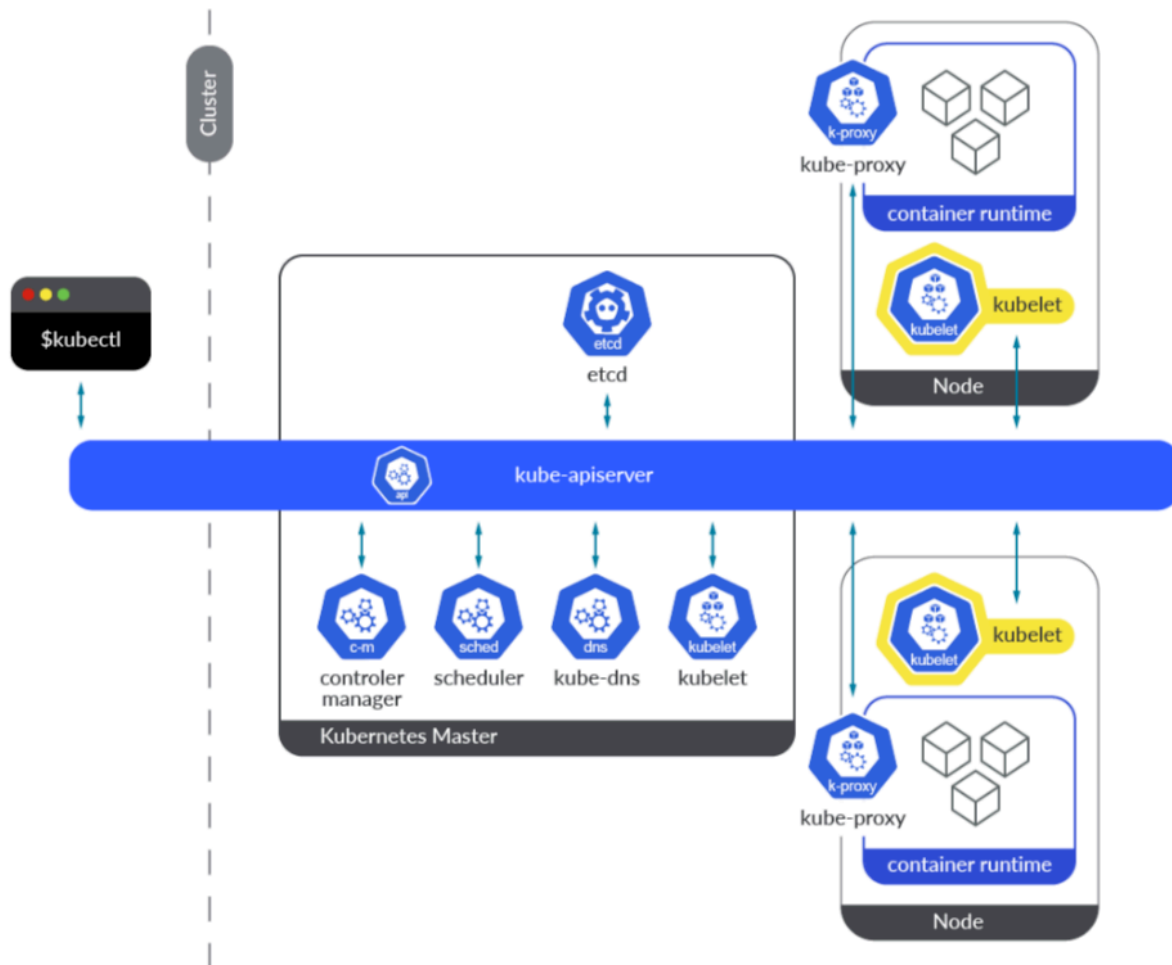 Cluster
$kubectl
k-proxy
kube-proxy
container runtime
kubelet
kubelet
Node
etcd
etcd
api
kube-apiserver
c-m
controler
manager
sched
scheduler
dns
kube-dns
kubelet
kubelet
Kubernetes Master
kubelet
kubelet
k-proxy
kube-proxy
container runtime
Node